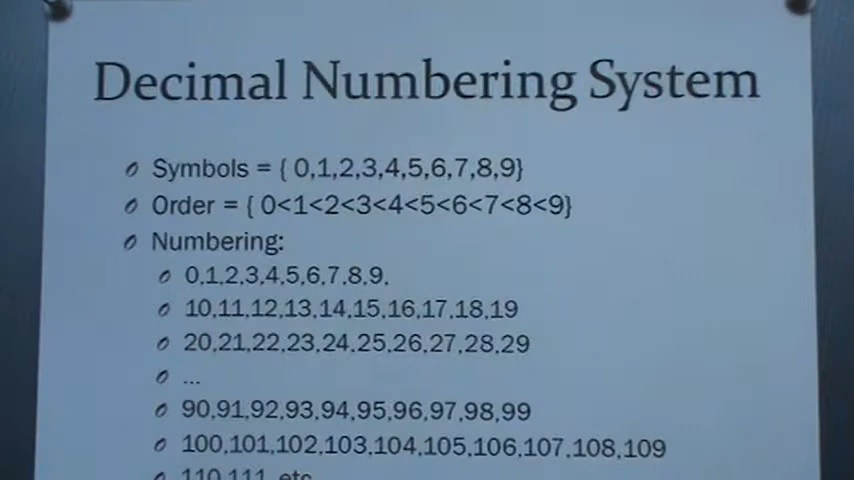 Decimal Numbering System
Symbols = { 0,1,2,3,4,5,6,7,8,9}
Order = { 0<1<2<3<4<5<6<7<8<9}
Numbering:
0,1,2,3,4,5,6,7,8,9,
10,11,12,13,14,15,16,17,18,19
20,21,22,23,24,25,26,27,28,29
...
90,91,92,93,94,95,96,97,98,99
100,101,102,103,104,105,106,107,108,109
110,111, etc